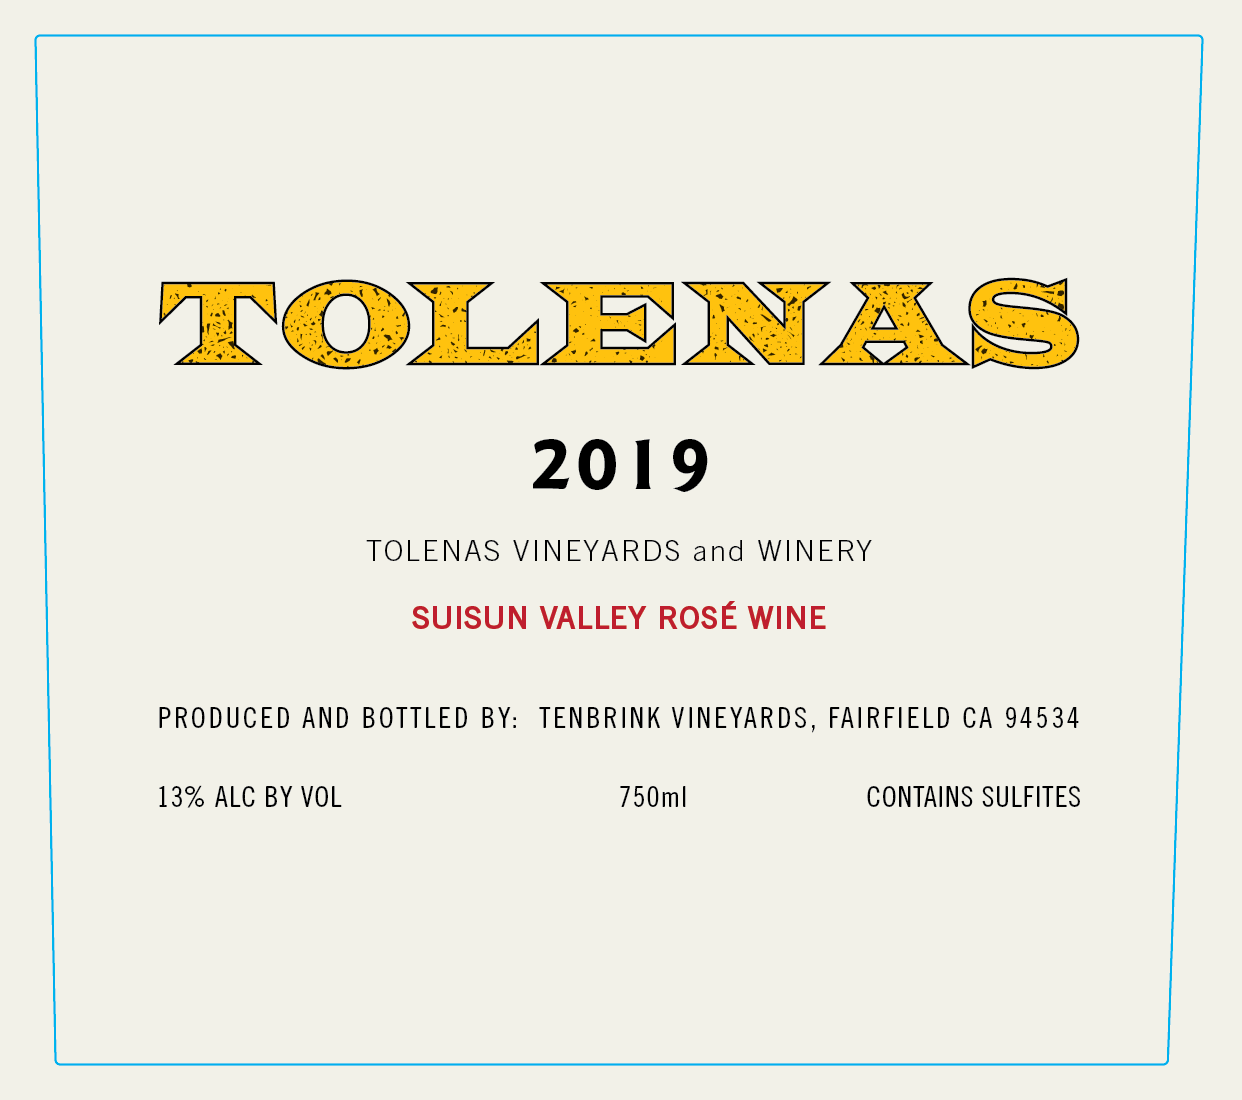 TOLENAS
2019
TOLENAS VINEYARDS and WINERY
SUISUN VALLEY ROSÉ WINE
PRODUCED AND BOTTLED BY: TENBRINK VINEYARDS, FAIRFIELD CA 94534
13% ALC BY VOL 750ml CONTAINS SULFITES